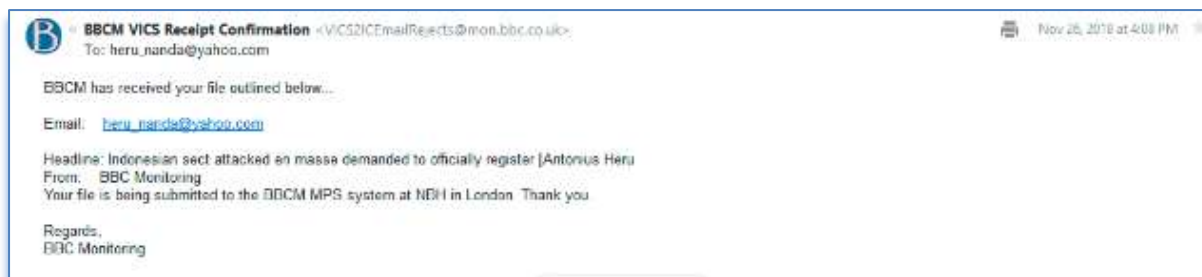 B
BBCM VICS Receipt Confirmation <VICS2ICEmailRejects@mon.bbc.co.uk>
Nov 26, 2018 at 4:08 PM
To: heru_nanda@yahoo.com
BBCM has received your file outlined below...
Email: heru_nanda@yahoo.com
Headline: Indonesian sect attacked en masse demanded to officially register [Antonius Heru
From: BBC Monitoring
Your file is being submitted to the BBCM MPS system at NBH in London. Thank you
Regards,
BBC Monitoring